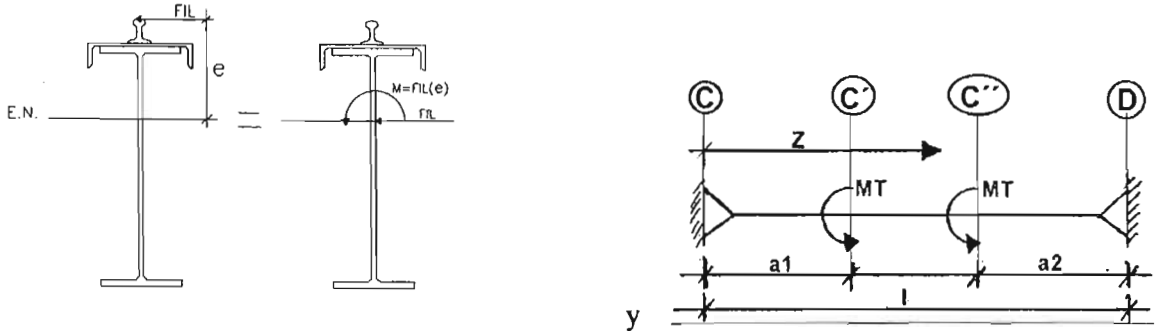 FIL
e
E.N.
=
M=FIL(e)
FIL
C
C´
C´´
D
Z
MT
MT
a1
a2
l
y